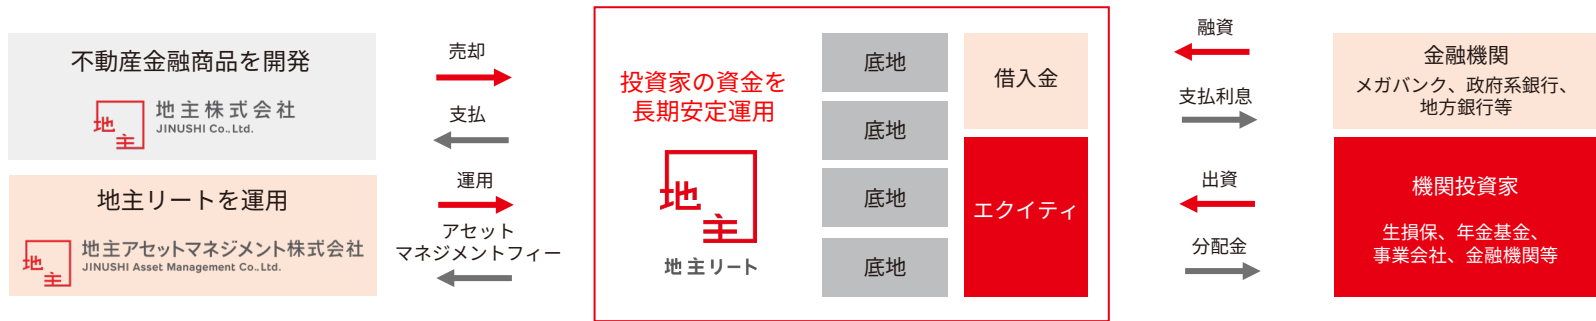 不動産金融商品を開発
地主
地主株式会社
JINUSHI Co.,Ltd.
地主リートを運用
地主
地主アセットマネジメント株式会社
JINUSHI Asset Management Co.,Ltd.
売却
支払
運用
アセット
マネジメントフィー
投資家の資金を
長期安定運用
地主
地主リート
底地
底地
底地
底地
借入金
エクイティ
融資
支払利息
出資
分配金
金融機関
メガバンク、政府系銀行、
地方銀行等
機関投資家
生損保、年金基金、
事業会社、金融機関等